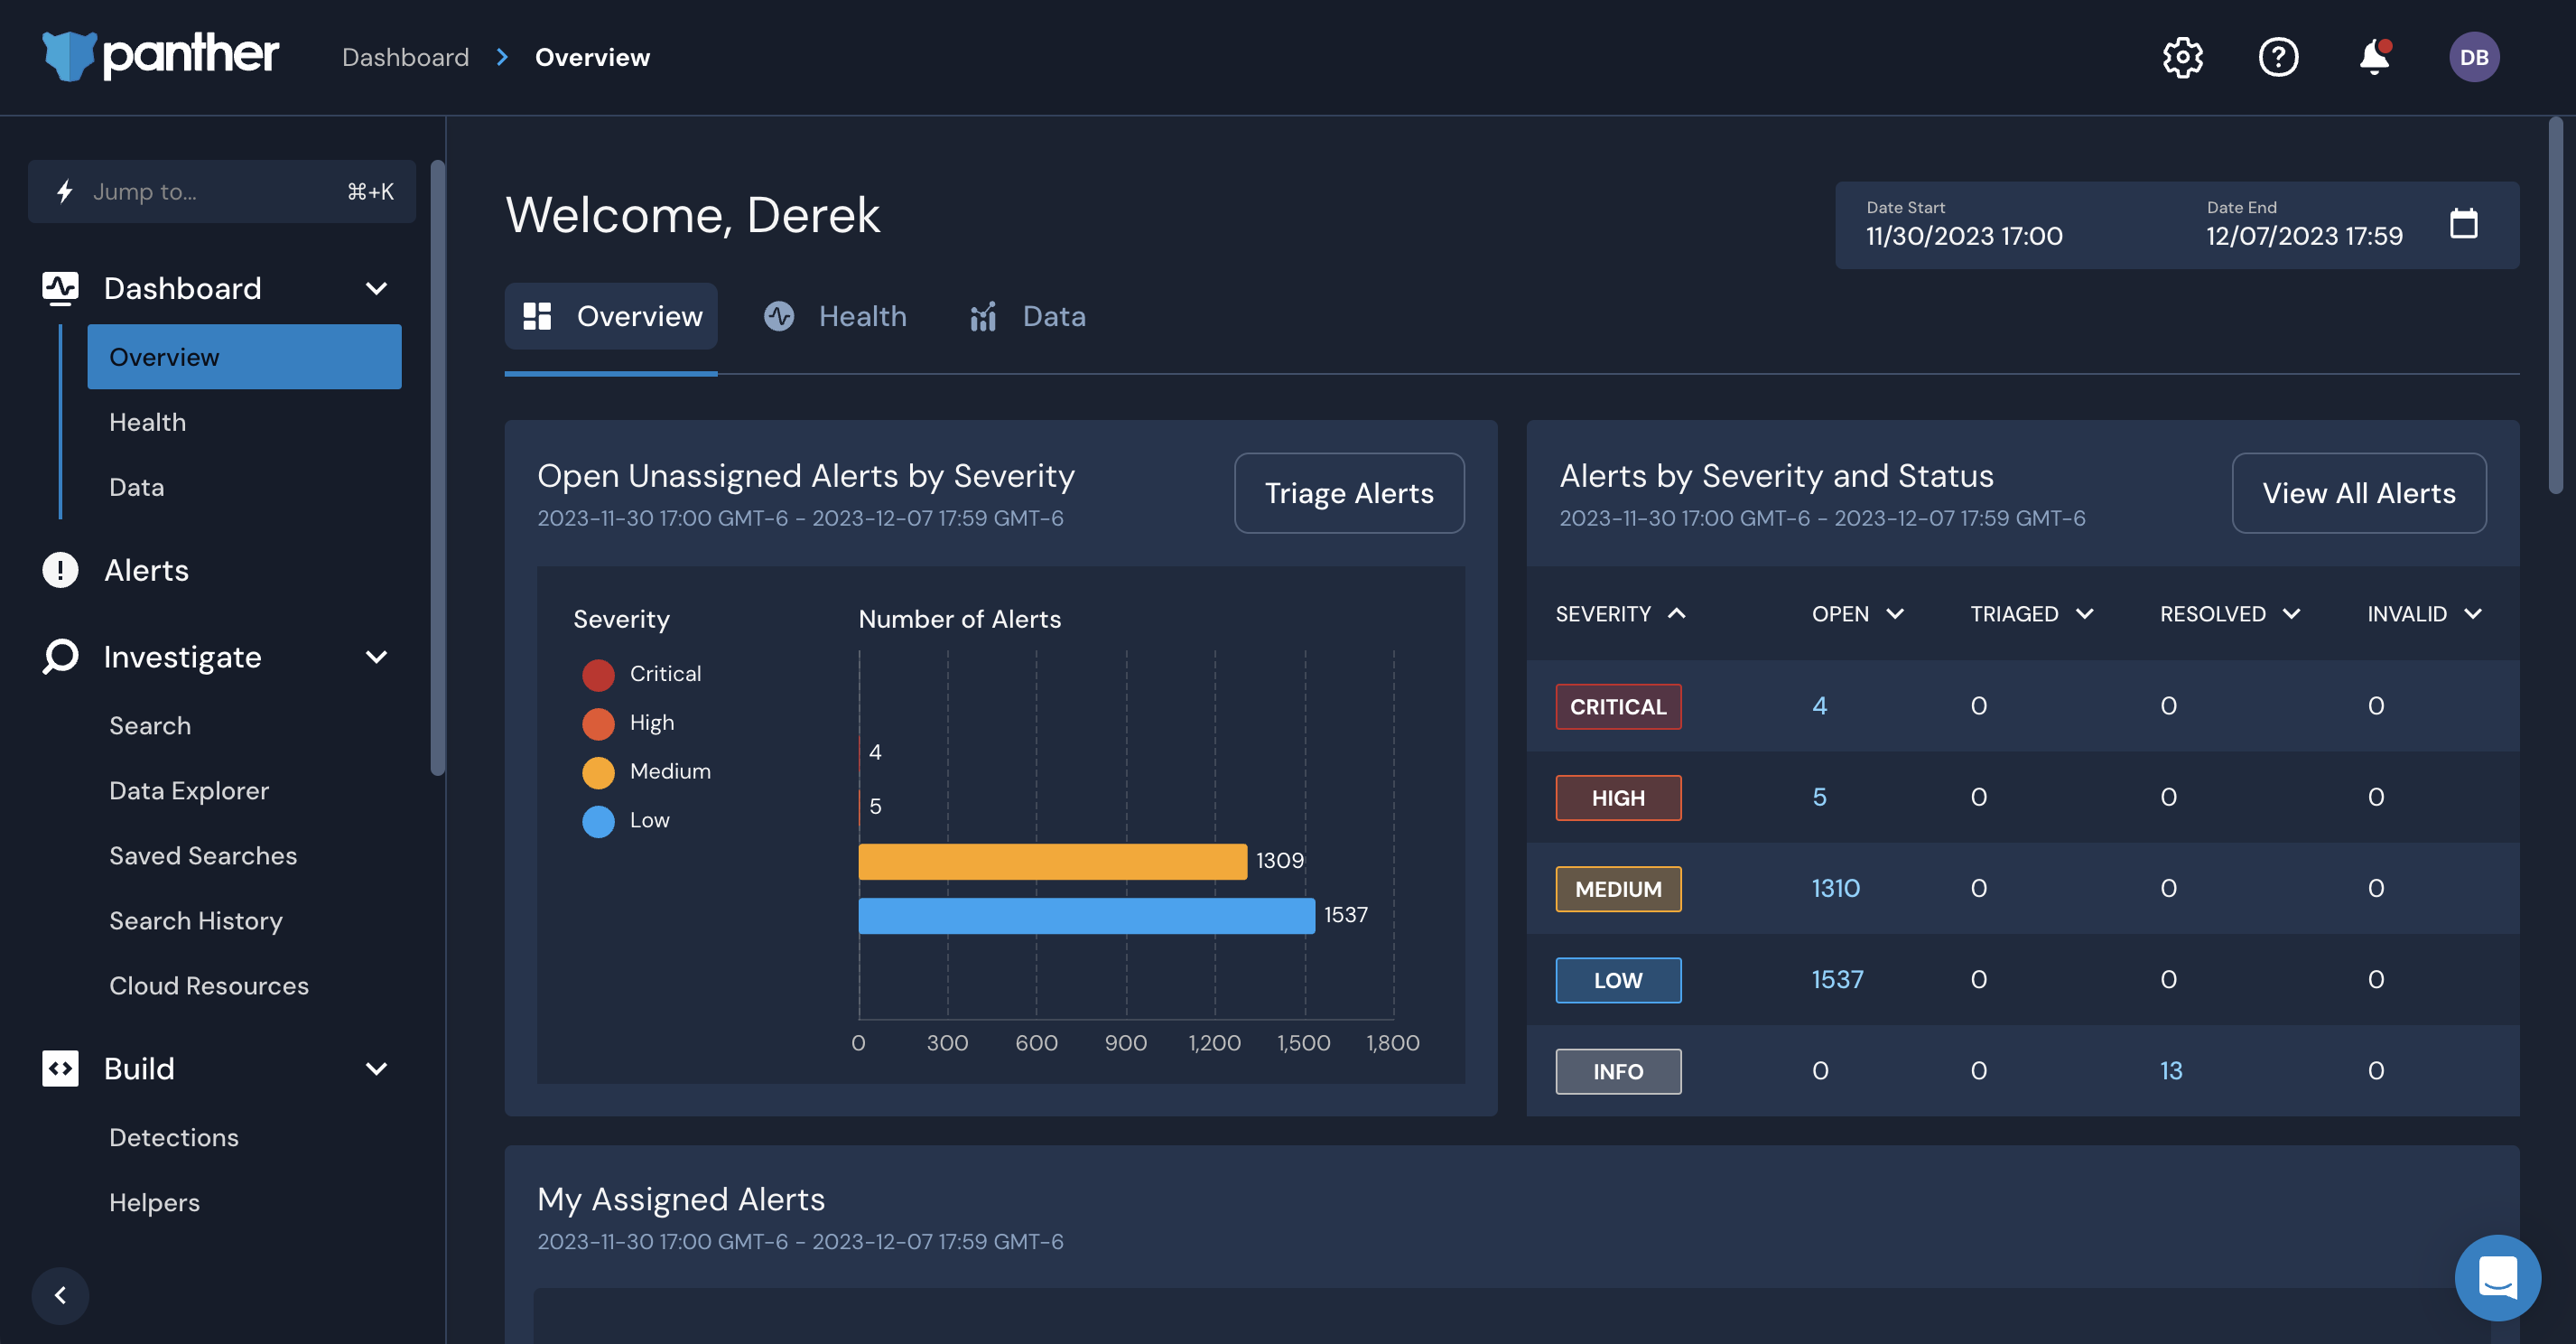 panther
Dashboard > Overview
?
DB
Jump to... ⌘+K
Dashboard
Overview
Health
Data
Alerts
Investigate
Search
Data Explorer
Saved Searches
Search History
Cloud Resources
Build
Detections
Helpers
Welcome, Derek
Date Start
11/30/2023 17:00
Date End
12/07/2023 17:59
Overview
Health
Data
Open Unassigned Alerts by Severity
2023-11-30 17:00 GMT-6 - 2023-12-07 17:59 GMT-6
Triage Alerts
Severity
Critical
High
Medium
Low
Number of Alerts
4
5
1309
1537
0 300 600 900 1,200 1,500 1,800
Alerts by Severity and Status
2023-11-30 17:00 GMT-6 - 2023-12-07 17:59 GMT-6
View All Alerts
SEVERITY OPEN TRIAGED RESOLVED INVALID
CRITICAL 4 0 0 0
HIGH 5 0 0 0
MEDIUM 1310 0 0 0
LOW 1537 0 0 0
INFO 0 0 13 0
My Assigned Alerts
2023-11-30 17:00 GMT-6 - 2023-12-07 17:59 GMT-6